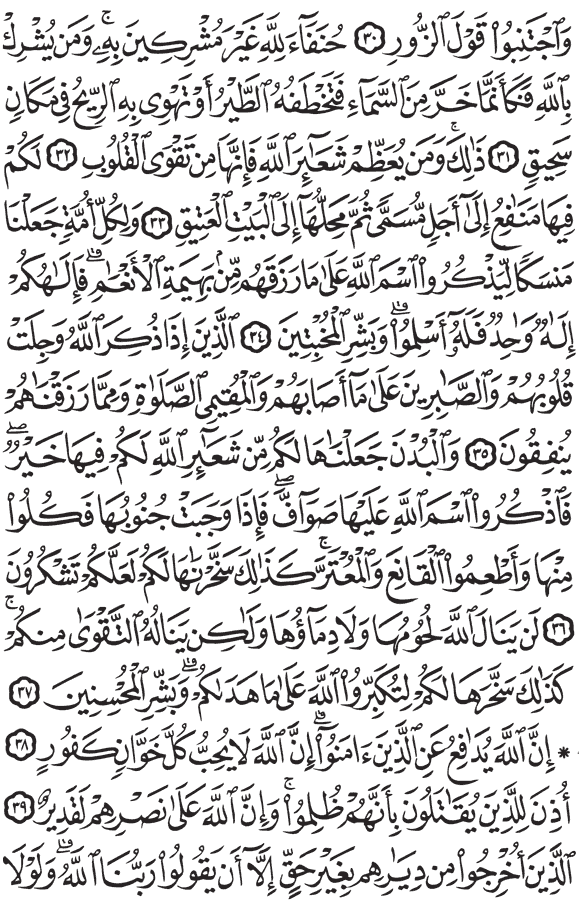 وَٱجْتَنِبُوا۟ قَوْلَ ٱلزُّورِ ٣٠ حُنَفَآءَ لِلَّهِ غَيْرَ مُشْرِكِينَ بِهِۦ ۚ وَمَن يُشْرِكْ
بِٱللَّهِ فَكَأَنَّمَا خَرَّ مِنَ ٱلسَّمَآءِ فَتَخْطَفُهُ ٱلطَّيْرُ أَوْ تَهْوِى بِهِ ٱلرِّيحُ فِى مَكَانٍ
سَحِيقٍ ٣١ ذَٰلِكَ ۖ وَمَن يُعَظِّمْ شَعَـٰٓئِرَ ٱللَّهِ فَإِنَّهَا مِن تَقْوَى ٱلْقُلُوبِ ٣٢ لَكُمْ
فِيهَا مَنَـٰفِعُ إِلَىٰٓ أَجَلٍ مُّسَمًّى ثُمَّ مَحِلُّهَآ إِلَى ٱلْبَيْتِ ٱلْعَتِيقِ ٣٣ وَلِكُلِّ أُمَّةٍ جَعَلْنَا
مَنسَكًا لِّيَذْكُرُوا۟ ٱسْمَ ٱللَّهِ عَلَىٰ مَا رَزَقَهُم مِّنۢ بَهِيمَةِ ٱلْأَنْعَـٰمِ ۗ فَإِلَـٰهُكُمْ
إِلَـٰهٌ وَٰحِدٌ فَلَهُۥٓ أَسْلِمُوا۟ ۗ وَبَشِّرِ ٱلْمُخْبِتِينَ ٣٤ ٱلَّذِينَ إِذَا ذُكِرَ ٱللَّهُ وَجِلَتْ
قُلُوبُهُمْ وَٱلصَّـٰبِرِينَ عَلَىٰ مَآ أَصَابَهُمْ وَٱلْمُقِيمِى ٱلصَّلَوٰةِ وَمِمَّا رَزَقْنَـٰهُمْ
يُنفِقُونَ ٣٥ وَٱلْبُدْنَ جَعَلْنَـٰهَا لَكُم مِّن شَعَـٰٓئِرِ ٱللَّهِ لَكُمْ فِيهَا خَيْرٌ ۖ
فَٱذْكُرُوا۟ ٱسْمَ ٱللَّهِ عَلَيْهَا صَوَآفَّ ۖ فَإِذَا وَجَبَتْ جُنُوبُهَا فَكُلُوا۟
مِنْهَا وَأَطْعِمُوا۟ ٱلْقَانِعَ وَٱلْمُعْتَرَّ ۚ كَذَٰلِكَ سَخَّرْنَـٰهَا لَكُمْ لَعَلَّكُمْ تَشْكُرُونَ
٣٦ لَن يَنَالَ ٱللَّهَ لُحُومُهَا وَلَا دِمَآؤُهَا وَلَـٰكِن يَنَالُهُ ٱلتَّقْوَىٰ مِنكُمْ ۚ
كَذَٰلِكَ سَخَّرَهَا لَكُمْ لِتُكَبِّرُوا۟ ٱللَّهَ عَلَىٰ مَا هَدَىٰكُمْ ۗ وَبَشِّرِ ٱلْمُحْسِنِينَ ٣٧
* إِنَّ ٱللَّهَ يُدَٰفِعُ عَنِ ٱلَّذِينَ ءَامَنُوٓا۟ ۗ إِنَّ ٱللَّهَ لَا يُحِبُّ كُلَّ خَوَّانٍ كَفُورٍ ٣٨
أُذِنَ لِلَّذِينَ يُقَـٰتَلُونَ بِأَنَّهُمْ ظُلِمُوا۟ ۚ وَإِنَّ ٱللَّهَ عَلَىٰ نَصْرِهِمْ لَقَدِيرٌ ٣٩
ٱلَّذِينَ أُخْرِجُوا۟ مِن دِيَـٰرِهِم بِغَيْرِ حَقٍّ إِلَّآ أَن يَقُولُوا۟ رَبُّنَا ٱللَّهُ ۗ وَلَوْلَا